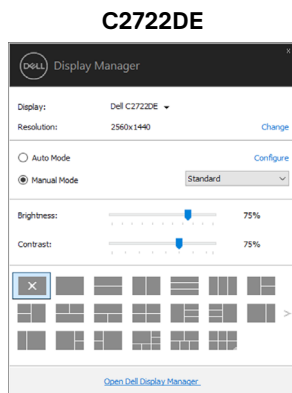 C2722DE
x
DELL Display Manager
Display: Dell C2722DE
Resolution: 2560x1440 Change
Auto Mode Configure
Manual Mode Standard
Brightness: 75%
Contrast: 75%
>
Open Dell Display Manager